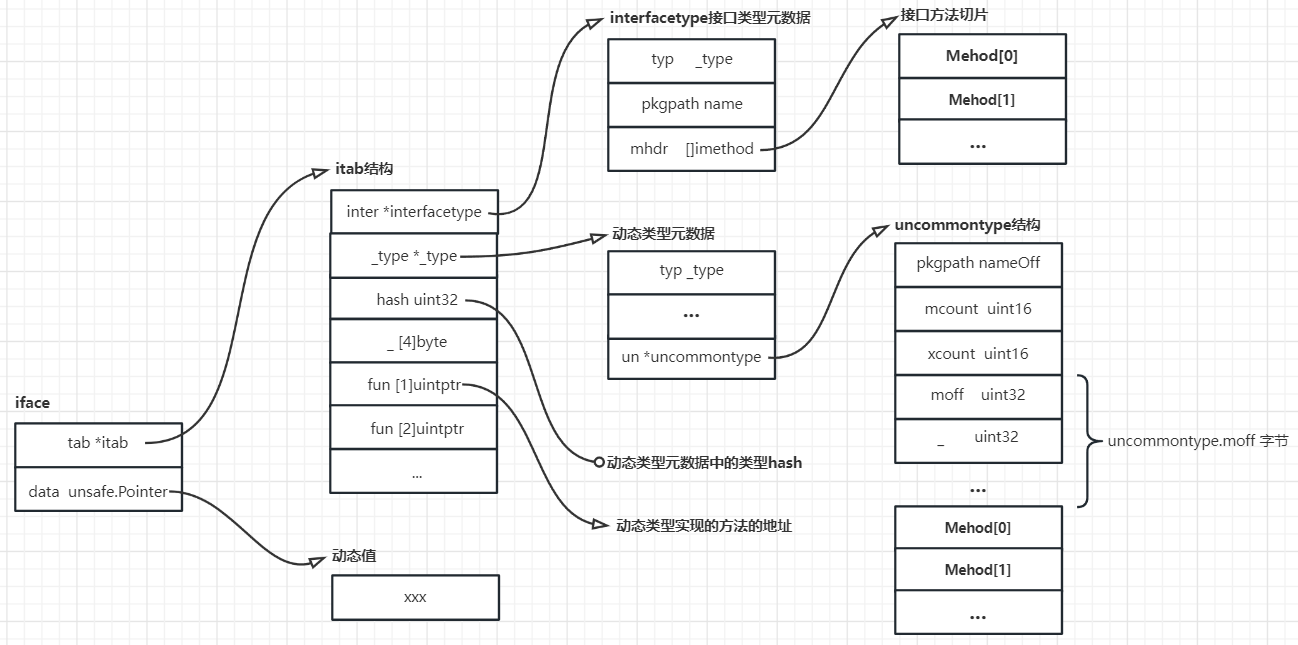 iface
tab *itab
data unsafe.Pointer
itab结构
inter *interfacetype
_type *_type
hash uint32
_ [4]byte
fun [1]uintptr
fun [2]uintptr
...
动态值
xxx
interfacetype接口类型元数据
typ _type
pkgpath name
mhdr []imethod
接口方法切片
Mehod[0]
Mehod[1]
...
动态类型元数据
typ _type
...
un *uncommontype
动态类型元数据中的类型hash
动态类型实现的方法的地址
uncommontype结构
pkgpath nameOff
mcount uint16
xcount uint16
moff uint32
_ uint32
...
Mehod[0]
Mehod[1]
...
uncommontype.moff 字节